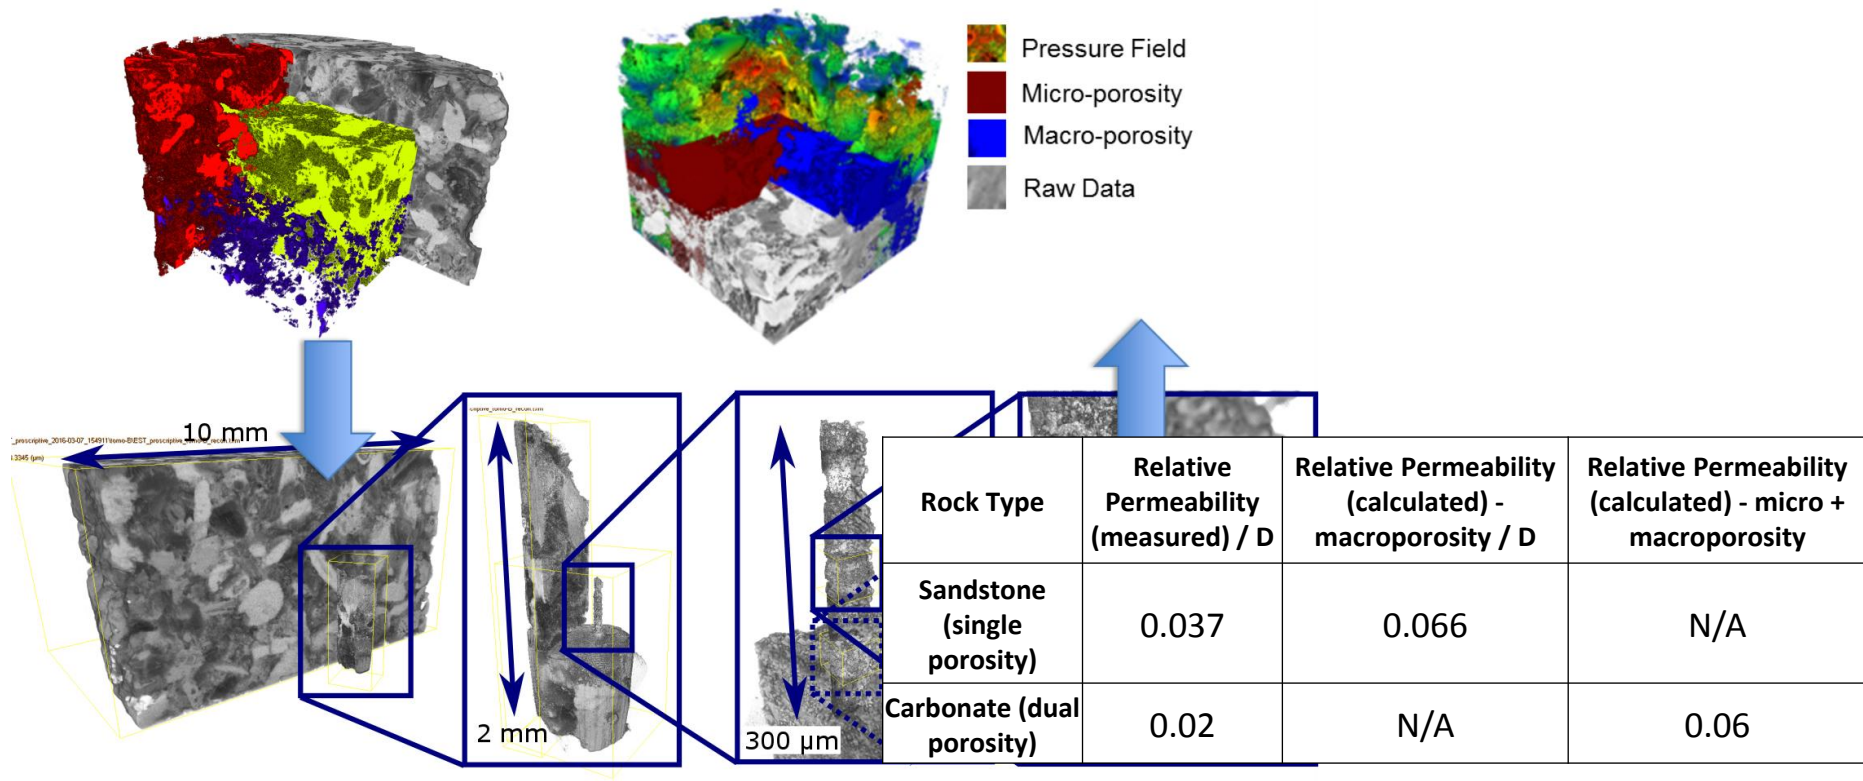 Pressure Field
Micro-porosity
Macro-porosity
Raw Data
10 mm
2 mm
300 µm
Rock Type
Relative
Permeability
(measured) / D
Relative Permeability
(calculated) -
macroporosity / D
Relative Permeability
(calculated) - micro +
macroporosity
Sandstone
(single
porosity)
0.037
0.066
N/A
Carbonate (dual
porosity)
0.02
N/A
0.06